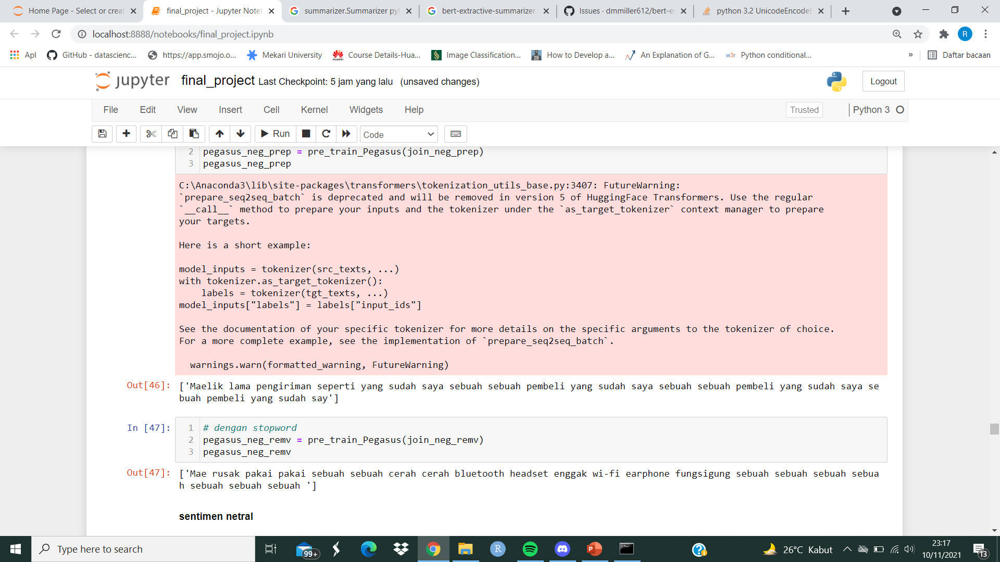 Home Page - Select or creat
final_project - Jupyter Note
summarizer.Summarizer py
bert-extractive-summarizer
Issues · dmmiller612/bert-e
python 3.2 UnicodeEncodeE
localhost:8888/notebooks/final_project.ipynb
R
Apl
GitHub - datascienc...
https://app.smojo.o...
Mekari University
HUAWEI
Course Details-Hua...
Image Classification...
How to Develop a...
An Explanation of G...
w3r
Python conditional...
»
Daftar bacaan
jupyter
final_project Last Checkpoint: 5 jam yang lalu (unsaved changes)
Logout
File Edit View Insert Cell Kernel Widgets Help
Trusted
Python 3
Run
Code
2 pegasus_neg_prep = pre_train_Pegasus(join_neg_prep)
3 pegasus_neg_prep
C:\Anaconda3\lib\site-packages\transformers\tokenization_utils_base.py:3407: FutureWarning:
`prepare_seq2seq_batch` is deprecated and will be removed in version 5 of HuggingFace Transformers. Use the regular
`__call__` method to prepare your inputs and the tokenizer under the `as_target_tokenizer` context manager to prepare
your targets.
Here is a short example:
model_inputs = tokenizer(src_texts, ...)
with tokenizer.as_target_tokenizer():
    labels = tokenizer(tgt_texts, ...)
model_inputs["labels"] = labels["input_ids"]
See the documentation of your specific tokenizer for more details on the specific arguments to the tokenizer of choice.
For a more complete example, see the implementation of `prepare_seq2seq_batch`.
  warnings.warn(formatted_warning, FutureWarning)
Out[46]: ['Maelik lama pengiriman seperti yang sudah saya sebuah sebuah pembeli yang sudah saya sebuah sebuah pembeli yang sudah saya se
buah pembeli yang sudah say']
In [47]: 1 # dengan stopword
2 pegasus_neg_remv = pre_train_Pegasus(join_neg_remv)
3 pegasus_neg_remv
Out[47]: ['Mae rusak pakai pakai sebuah sebuah cerah cerah bluetooth headset enggak wi-fi earphone fungsigung sebuah sebuah sebuah sebua
h sebuah sebuah sebuah ']
sentimen netral
Type here to search
99+
R
P
26°C Kabut
23:17
10/11/2021
13